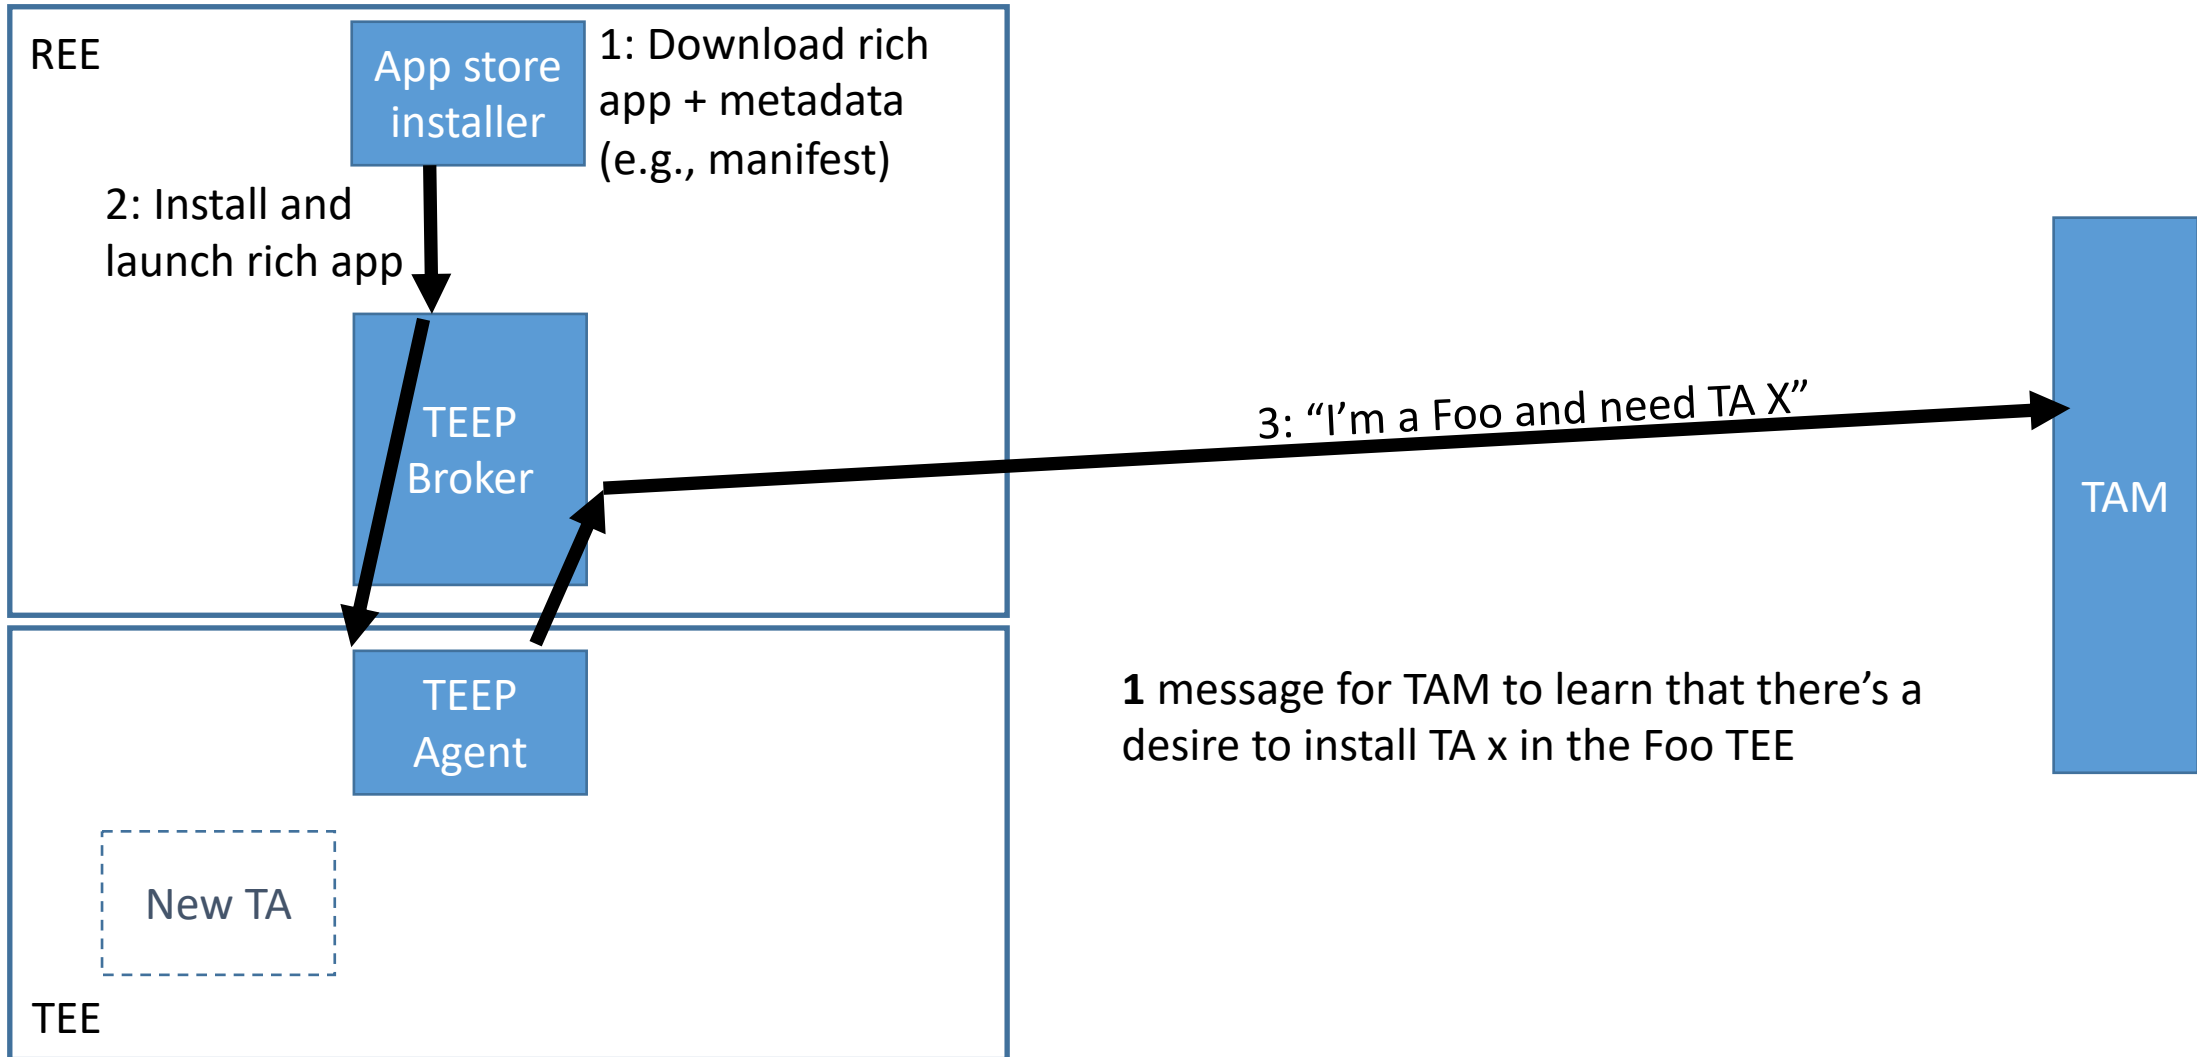 REE
App store
installer
1: Download rich
app + metadata
(e.g., manifest)
2: Install and
launch rich app
TEEP
Broker
3: “I’m a Foo and need TA X”
TAM
TEEP
Agent
1 message for TAM to learn that there’s a
desire to install TA x in the Foo TEE
New TA
TEE